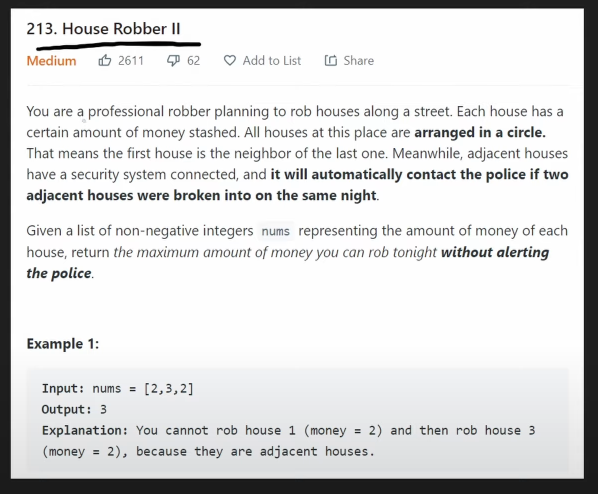 213. House Robber II
Medium 2611 62 Add to List Share
You are a professional robber planning to rob houses along a street. Each house has a
certain amount of money stashed. All houses at this place are arranged in a circle.
That means the first house is the neighbor of the last one. Meanwhile, adjacent houses
have a security system connected, and it will automatically contact the police if two
adjacent houses were broken into on the same night.
Given a list of non-negative integers nums representing the amount of money of each
house, return the maximum amount of money you can rob tonight without alerting
the police.
Example 1:
Input: nums = [2,3,2]
Output: 3
Explanation: You cannot rob house 1 (money = 2) and then rob house 3
(money = 2), because they are adjacent houses.